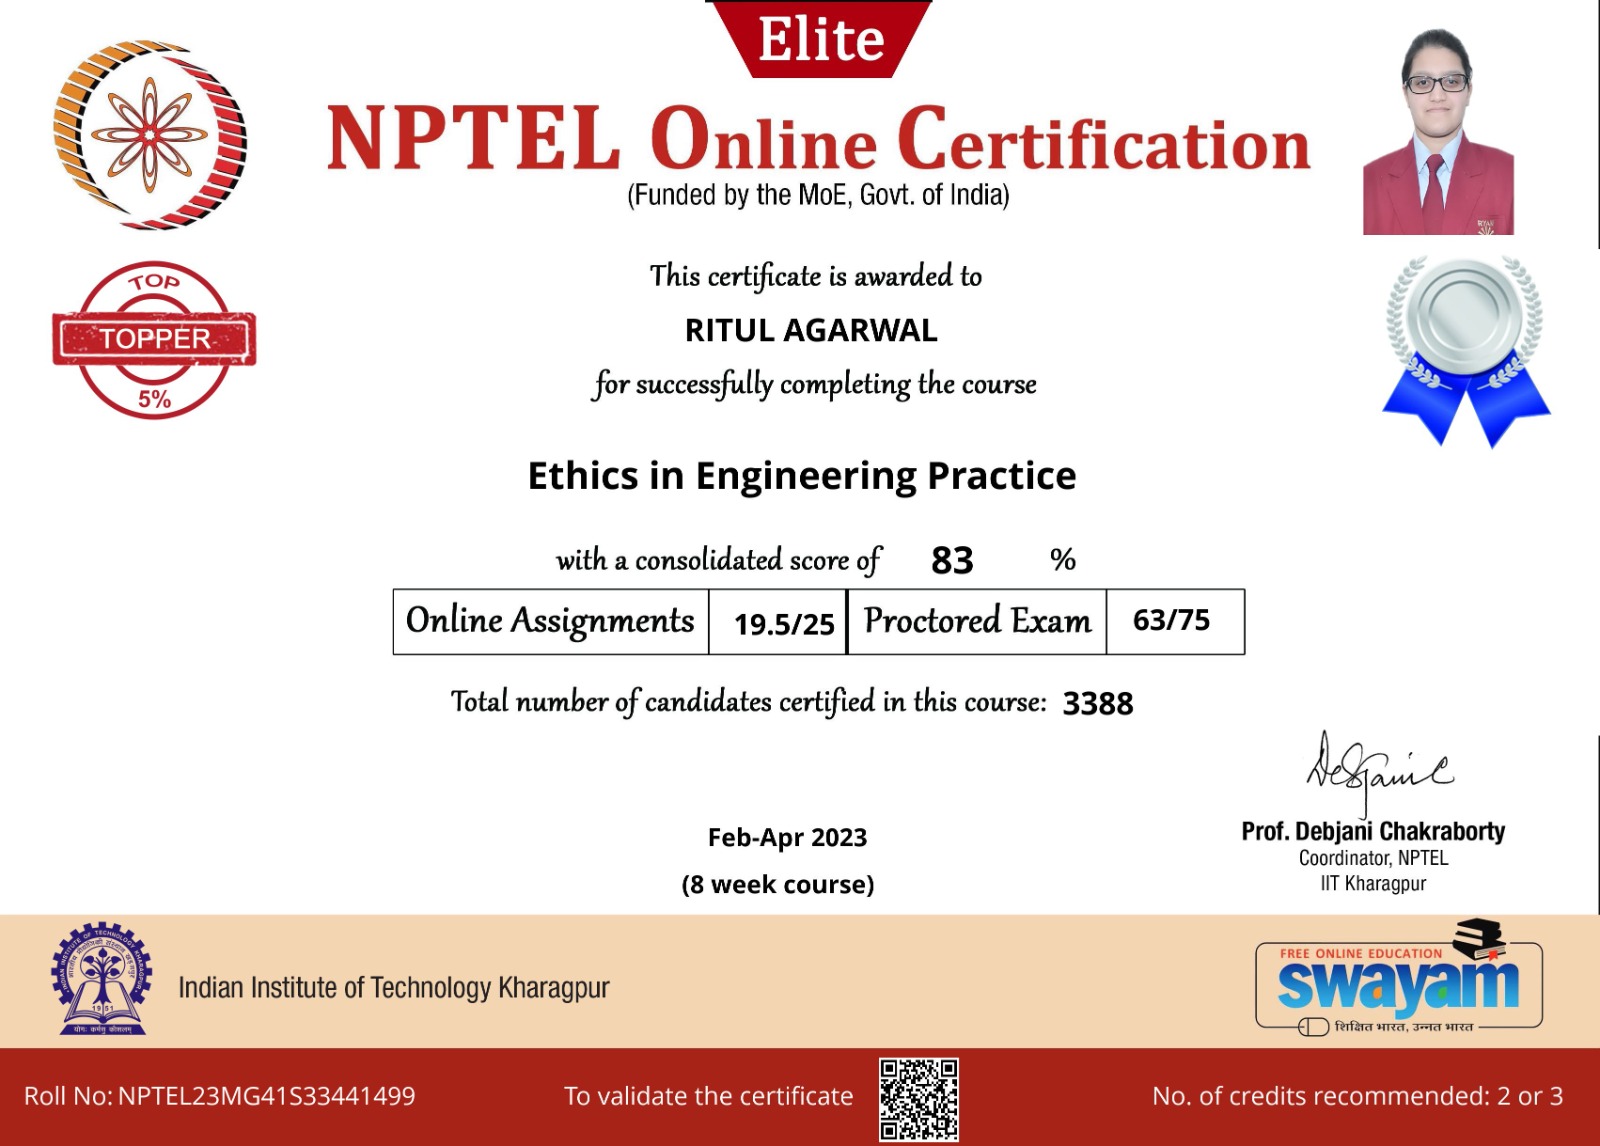 Elite
NPTEL Online Certification
(Funded by the MoE, Govt. of India)
TOP
TOPPER
5%
This certificate is awarded to
RITUL AGARWAL
for successfully completing the course
Ethics in Engineering Practice
with a consolidated score of 83 %
Online Assignments 19.5/25 Proctored Exam 63/75
Total number of candidates certified in this course: 3388
Feb-Apr 2023
(8 week course)
Prof. Debjani Chakraborty
Coordinator, NPTEL
IIT Kharagpur
INDIAN INSTITUTE OF TECHNOLOGY KHARAGPUR
1951
योगः कर्मसु कौशलम्
Indian Institute of Technology Kharagpur
FREE ONLINE EDUCATION
swayam
शिक्षित भारत, उन्नत भारत
Roll No: NPTEL23MG41S33441499
To validate the certificate
No. of credits recommended: 2 or 3